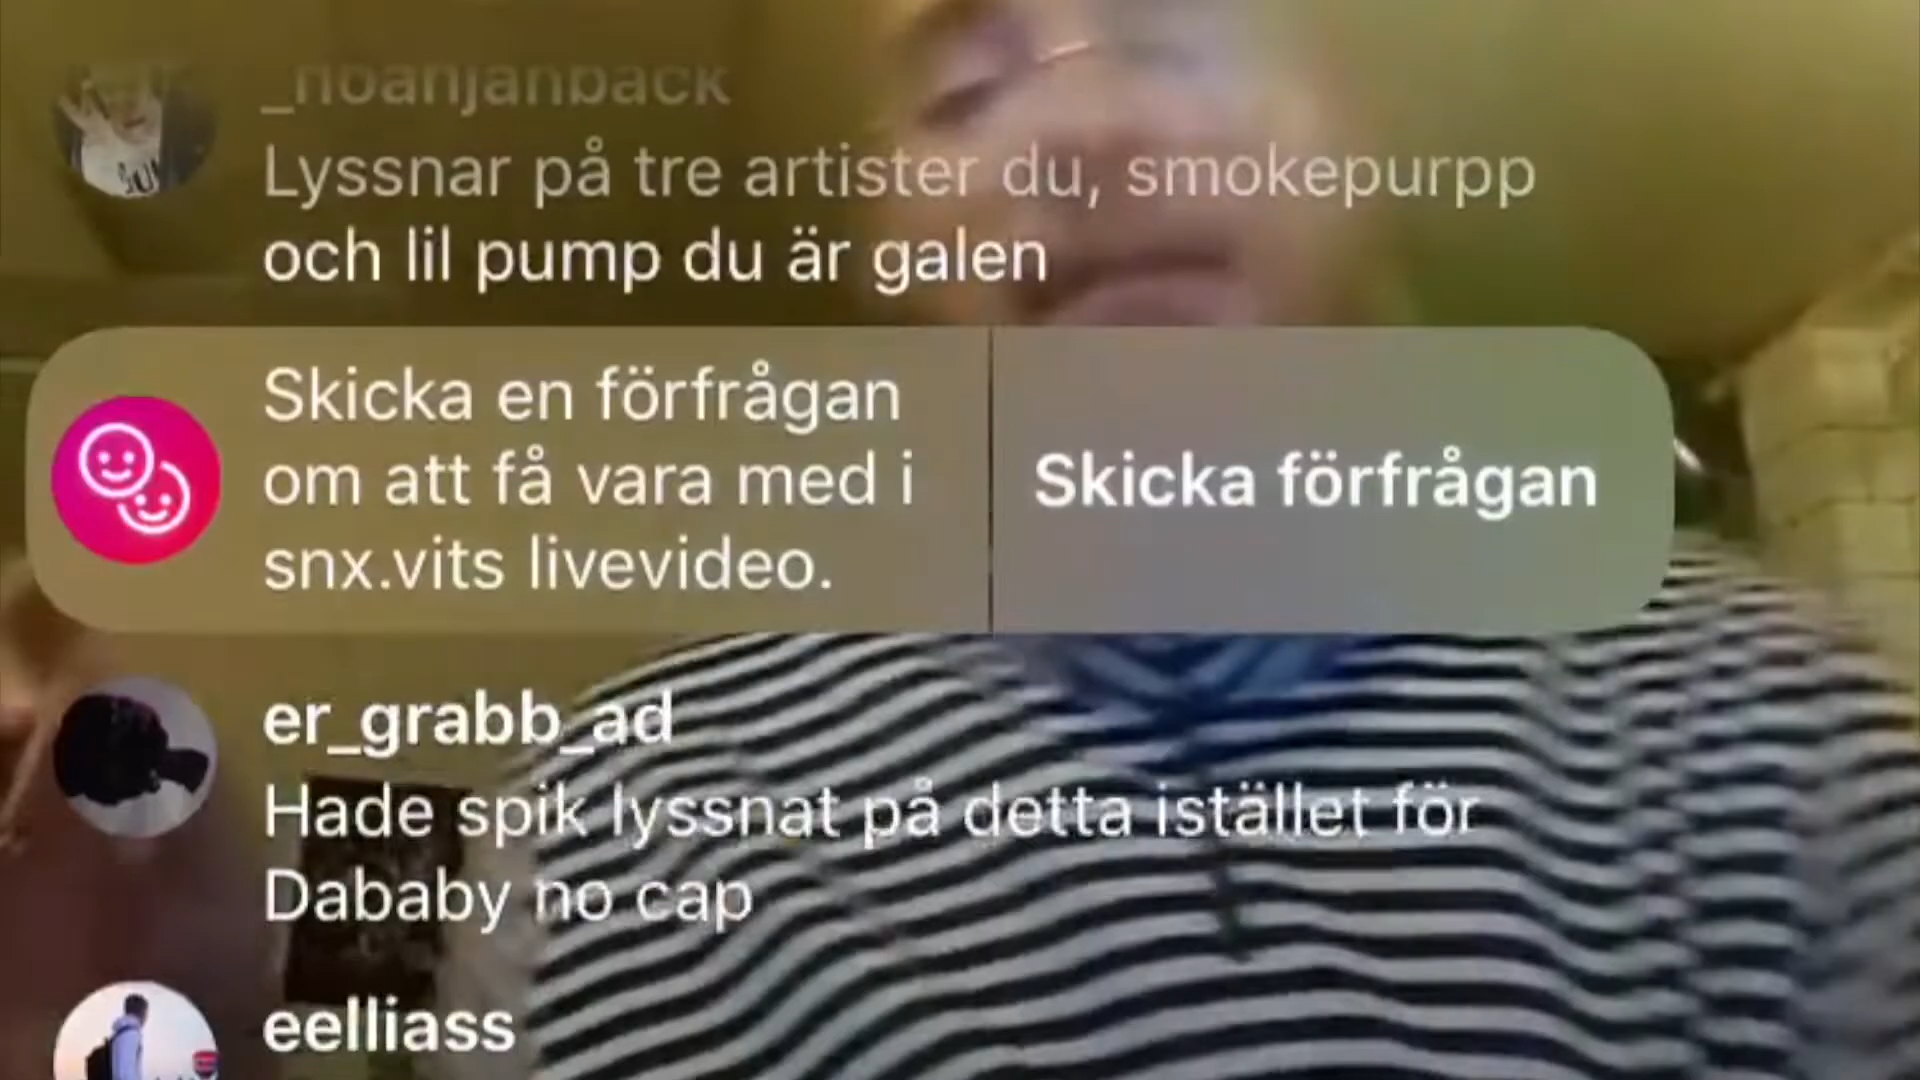 _noahjanback
Lyssnar på tre artister du, smokepurpp
och lil pump du är galen
Skicka en förfrågan
om att få vara med i
snx.vits livevideo.
Skicka förfrågan
er_grabb_ad
Hade spik lyssnat på detta istället för
Dababy no cap
eelliass